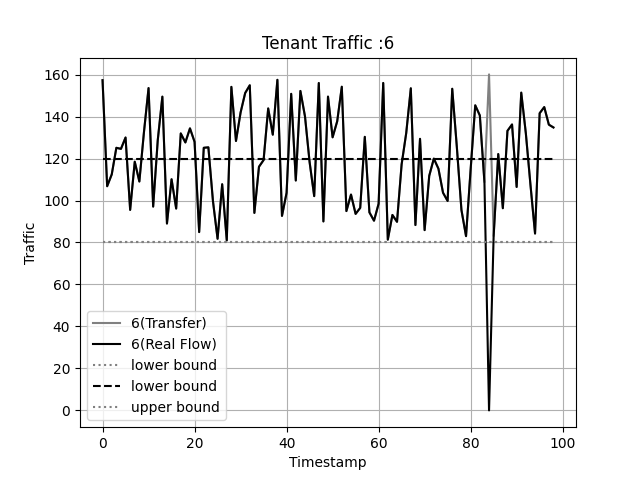 Tenant Traffic :6
Traffic
160
140
120
100
80
60
40
20
0
6(Transfer)
6(Real Flow)
lower bound
lower bound
upper bound
0 20 40 60 80 100
Timestamp